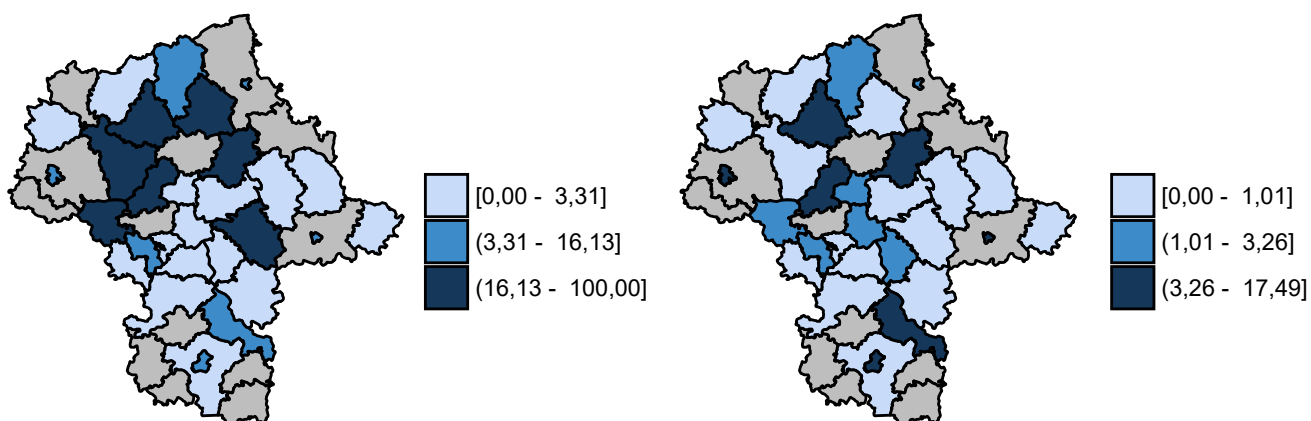 [0,00 - 3,31]
(3,31 - 16,13]
(16,13 - 100,00]
[0,00 - 1,01]
(1,01 - 3,26]
(3,26 - 17,49]